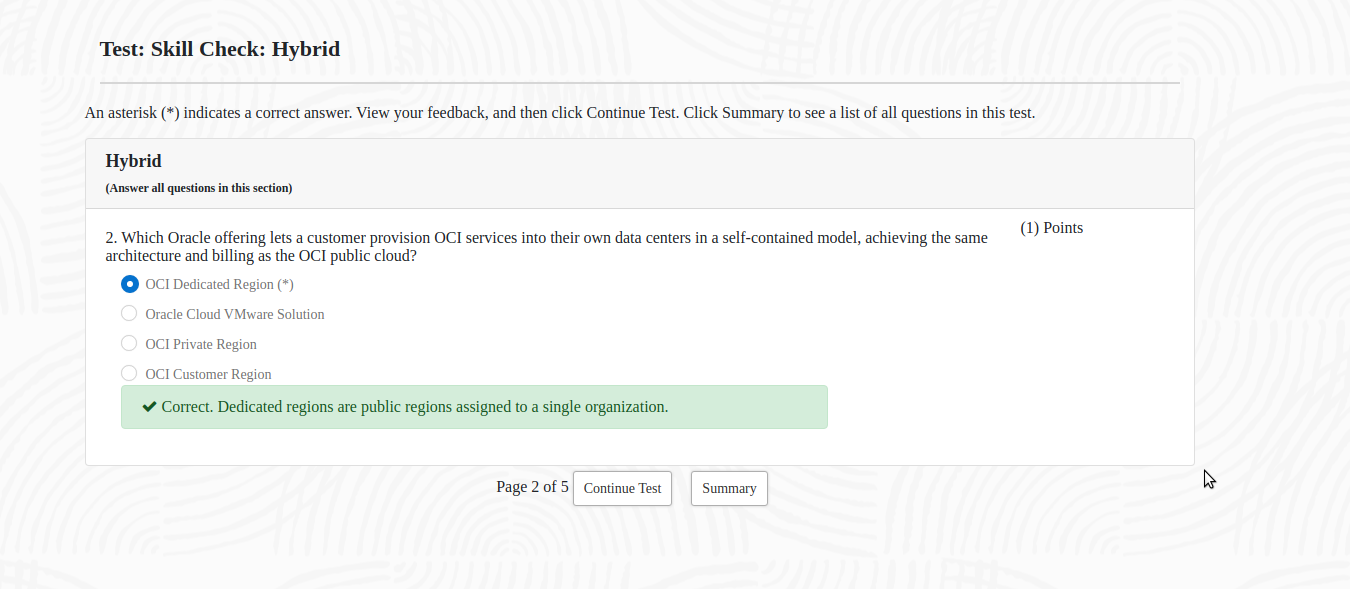 Test: Skill Check: Hybrid
An asterisk (*) indicates a correct answer. View your feedback, and then click Continue Test. Click Summary to see a list of all questions in this test.
Hybrid
(Answer all questions in this section)
2. Which Oracle offering lets a customer provision OCI services into their own data centers in a self-contained model, achieving the same
architecture and billing as the OCI public cloud?
(1) Points
OCI Dedicated Region (*)
Oracle Cloud VMware Solution
OCI Private Region
OCI Customer Region
Correct. Dedicated regions are public regions assigned to a single organization.
Page 2 of 5 Continue Test Summary